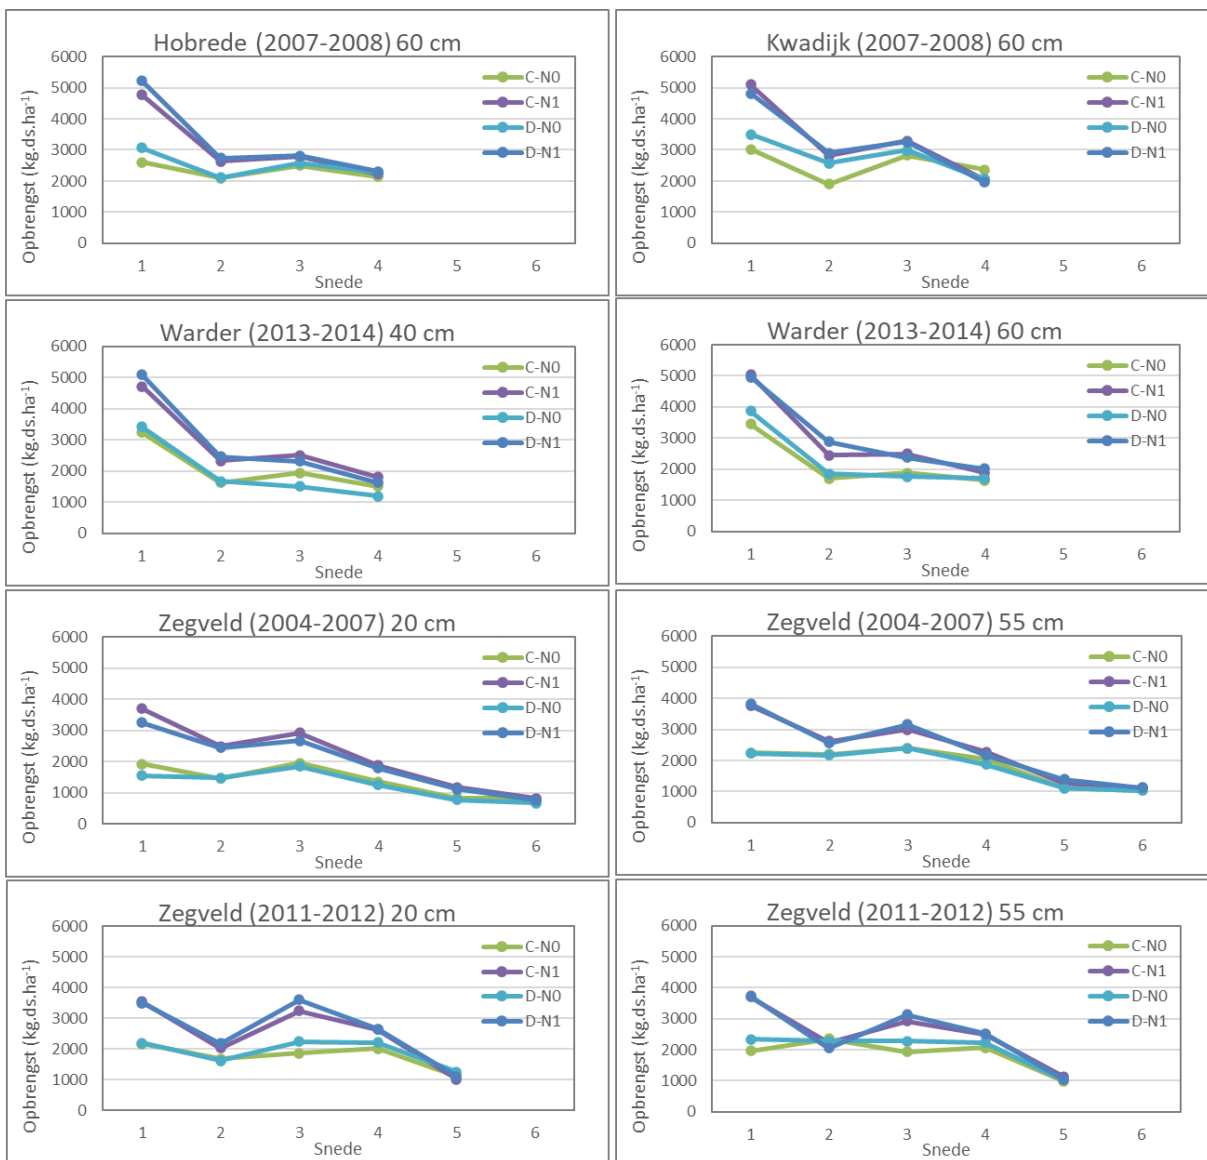 Hobrede (2007-2008) 60 cm
Opbrengst (kg.ds.ha⁻¹)
6000
5000
4000
3000
2000
1000
0
1 2 3 4 5 6
Snede
C-N0
C-N1
D-N0
D-N1
Kwadijk (2007-2008) 60 cm
Opbrengst (kg.ds.ha⁻¹)
6000
5000
4000
3000
2000
1000
0
1 2 3 4 5 6
Snede
C-N0
C-N1
D-N0
D-N1
Warder (2013-2014) 40 cm
Opbrengst (kg.ds.ha⁻¹)
6000
5000
4000
3000
2000
1000
0
1 2 3 4 5 6
Snede
C-N0
C-N1
D-N0
D-N1
Warder (2013-2014) 60 cm
Opbrengst (kg.ds.ha⁻¹)
6000
5000
4000
3000
2000
1000
0
1 2 3 4 5 6
Snede
C-N0
C-N1
D-N0
D-N1
Zegveld (2004-2007) 20 cm
Opbrengst (kg.ds.ha⁻¹)
6000
5000
4000
3000
2000
1000
0
1 2 3 4 5 6
Snede
C-N0
C-N1
D-N0
D-N1
Zegveld (2004-2007) 55 cm
Opbrengst (kg.ds.ha⁻¹)
6000
5000
4000
3000
2000
1000
0
1 2 3 4 5 6
Snede
C-N0
C-N1
D-N0
D-N1
Zegveld (2011-2012) 20 cm
Opbrengst (kg.ds.ha⁻¹)
6000
5000
4000
3000
2000
1000
0
1 2 3 4 5 6
Snede
C-N0
C-N1
D-N0
D-N1
Zegveld (2011-2012) 55 cm
Opbrengst (kg.ds.ha⁻¹)
6000
5000
4000
3000
2000
1000
0
1 2 3 4 5 6
Snede
C-N0
C-N1
D-N0
D-N1